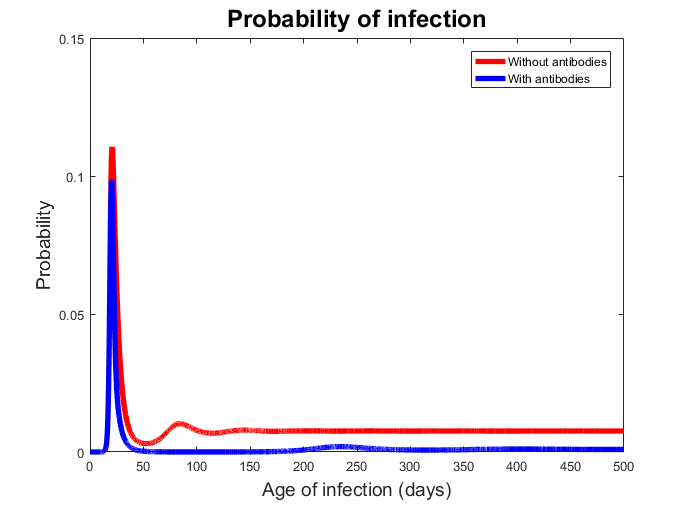 Probability of infection
0.15
Without antibodies
With antibodies
0.1
Probability
0.05
0
0 50 100 150 200 250 300 350 400 450 500
Age of infection (days)